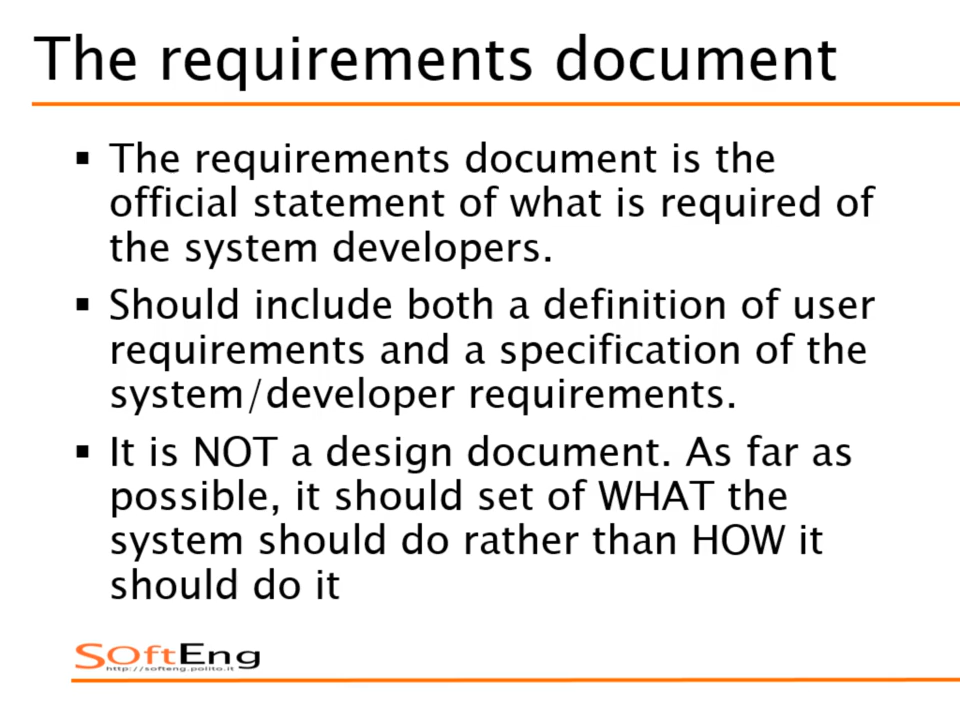 The requirements document
▪ The requirements document is the
official statement of what is required of
the system developers.
▪ Should include both a definition of user
requirements and a specification of the
system/developer requirements.
▪ It is NOT a design document. As far as
possible, it should set of WHAT the
system should do rather than HOW it
should do it
SOftEng
http://softeng.polito.it